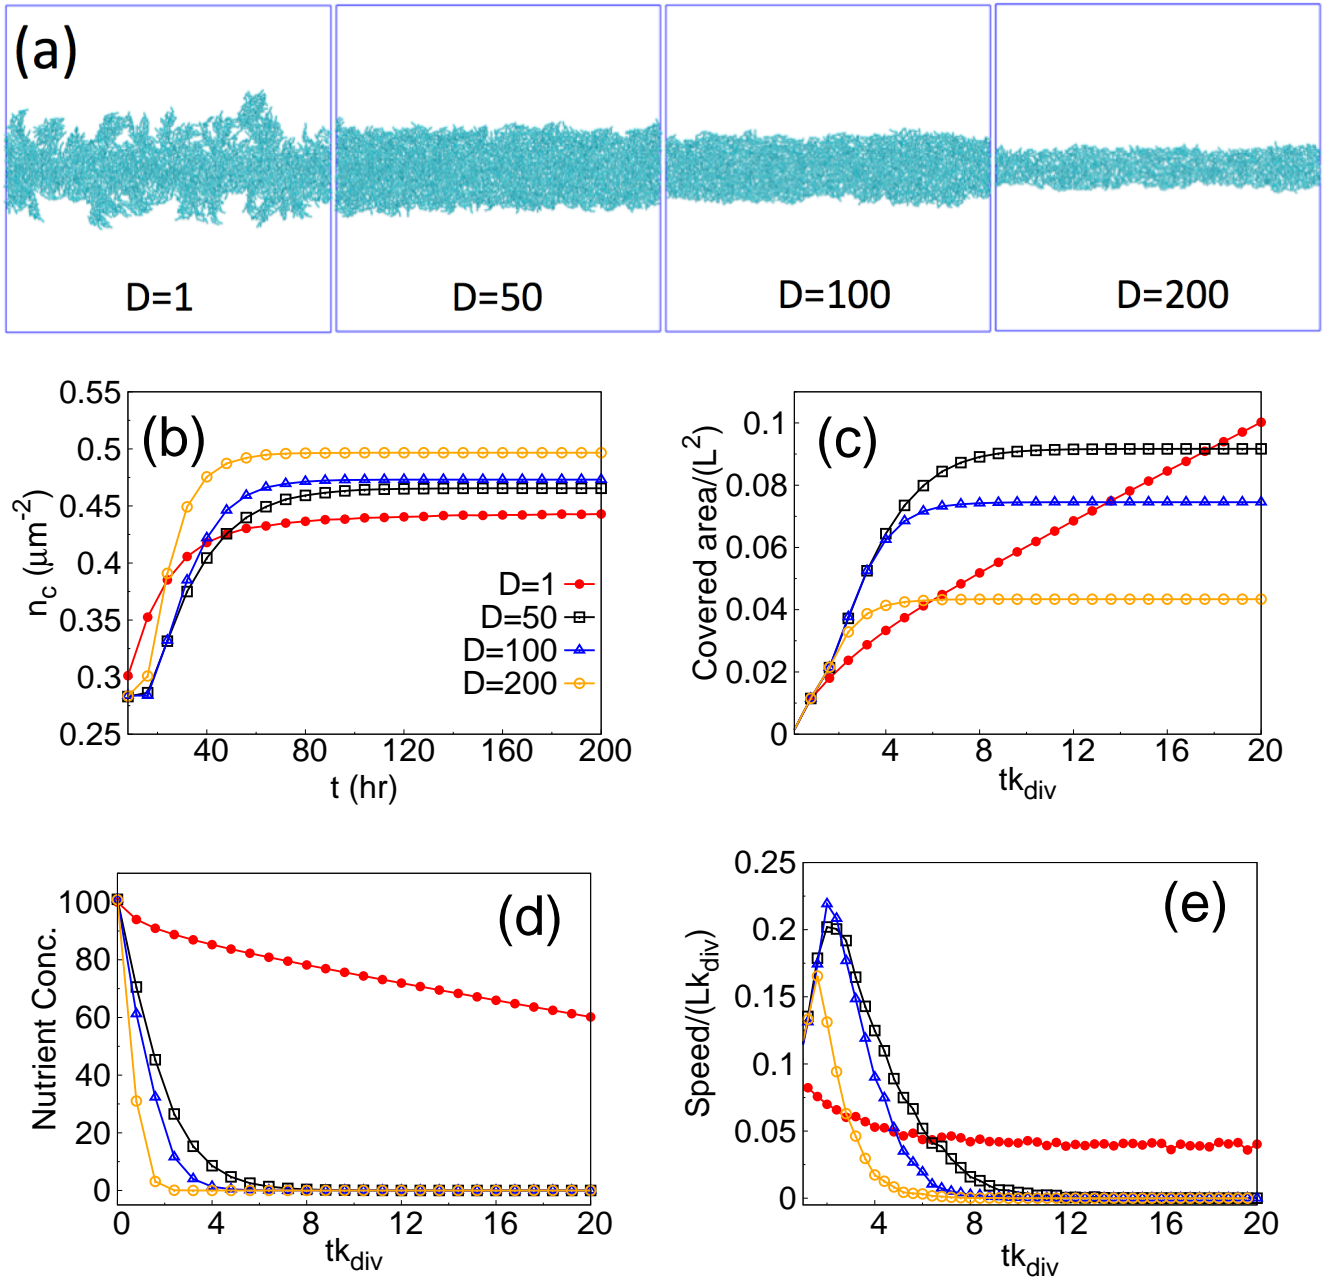 (a)
D=1
D=50
D=100
D=200
(b)
n_c (μm⁻²)
0.55
0.5
0.45
0.4
0.35
0.3
0.25
D=1
D=50
D=100
D=200
40 80 120 160 200
t (hr)
(c)
Covered area/(L²)
0.1
0.08
0.06
0.04
0.02
0
4 8 12 16 20
tk_div
(d)
Nutrient Conc.
100
80
60
40
20
0
0 4 8 12 16 20
tk_div
(e)
Speed/(Lk_div)
0.25
0.2
0.15
0.1
0.05
0
4 8 12 16 20
tk_div